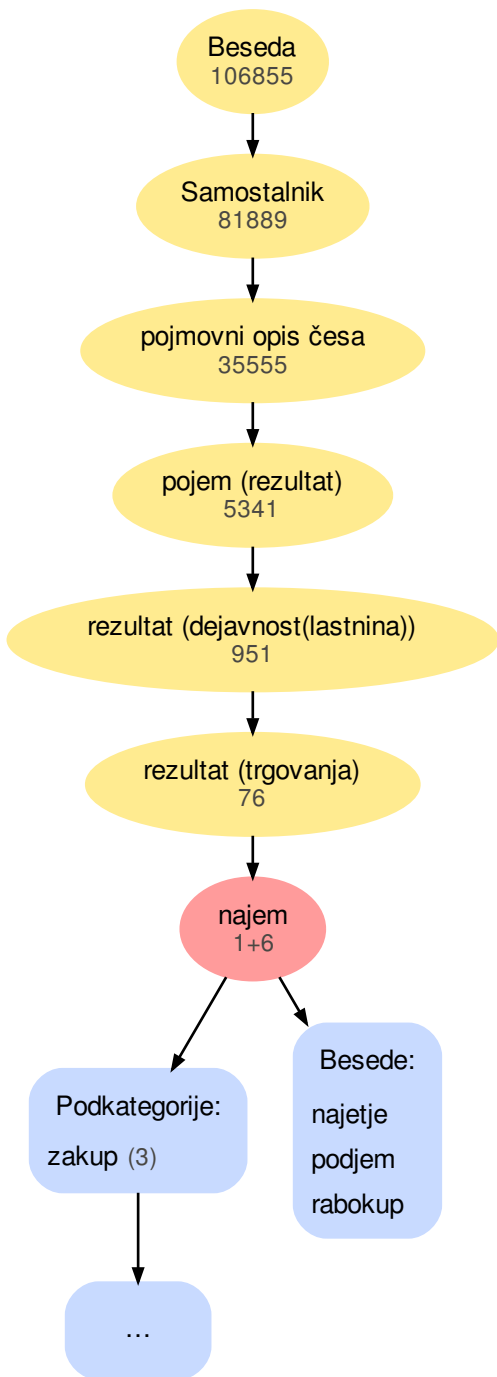 Beseda
106855
Samostalnik
81889
pojmovni opis česa
35555
pojem (rezultat)
5341
rezultat (dejavnost(lastnina))
951
rezultat (trgovanja)
76
najem
1+6
Podkategorije:
zakup (3)
...
Besede:
najetje
podjem
rabokup